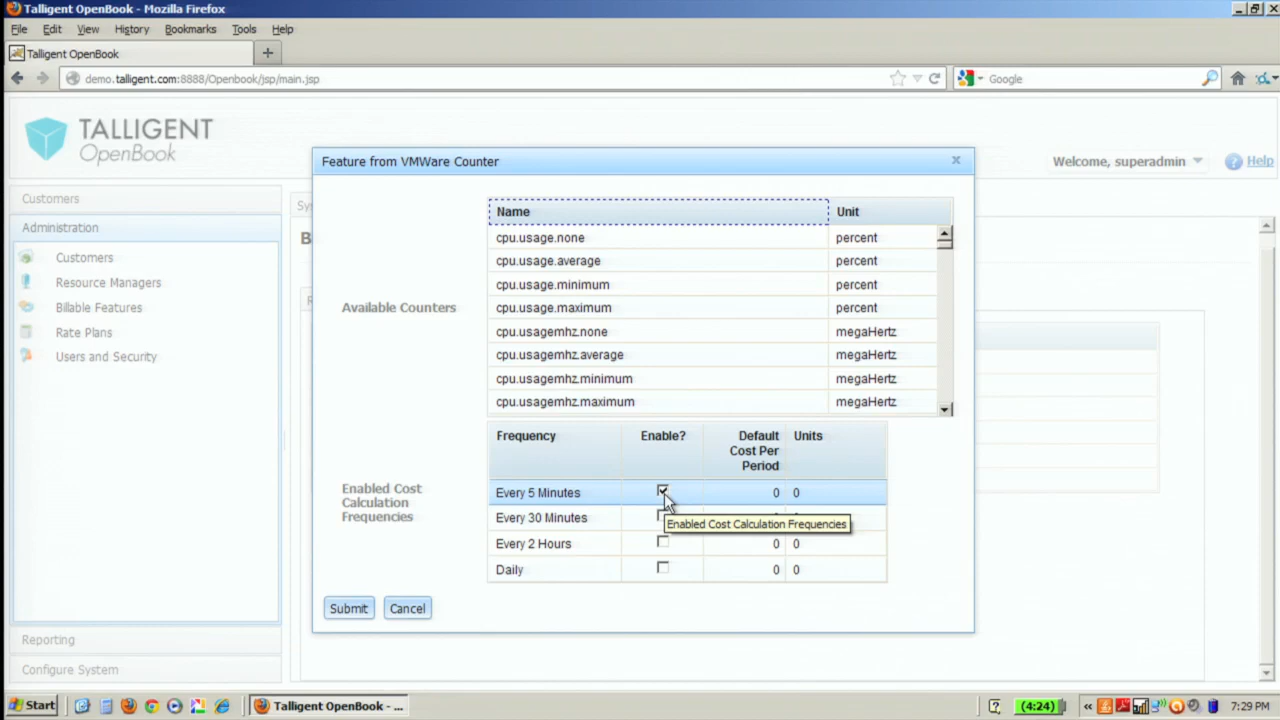 Talligent OpenBook - Mozilla Firefox
File Edit View History Bookmarks Tools Help
Talligent OpenBook
demo.talligent.com:8888/Openbook/jsp/main.jsp
Google
TALLIGENT
OpenBook
Welcome, superadmin
Help
Customers
Administration
Customers
Resource Managers
Billable Features
Rate Plans
Users and Security
Reporting
Configure System
Feature from VMWare Counter
Available Counters
Name Unit
cpu.usage.none percent
cpu.usage.average percent
cpu.usage.minimum percent
cpu.usage.maximum percent
cpu.usagemhz.none megaHertz
cpu.usagemhz.average megaHertz
cpu.usagemhz.minimum megaHertz
cpu.usagemhz.maximum megaHertz
Enabled Cost
Calculation
Frequencies
Frequency Enable? Default Units
Cost Per
Period
Every 5 Minutes 0 0
Every 30 Minutes
Enabled Cost Calculation Frequencies
Every 2 Hours 0 0
Daily 0 0
Submit Cancel
Start
Talligent OpenBook - ...
(4:24)
7:29 PM